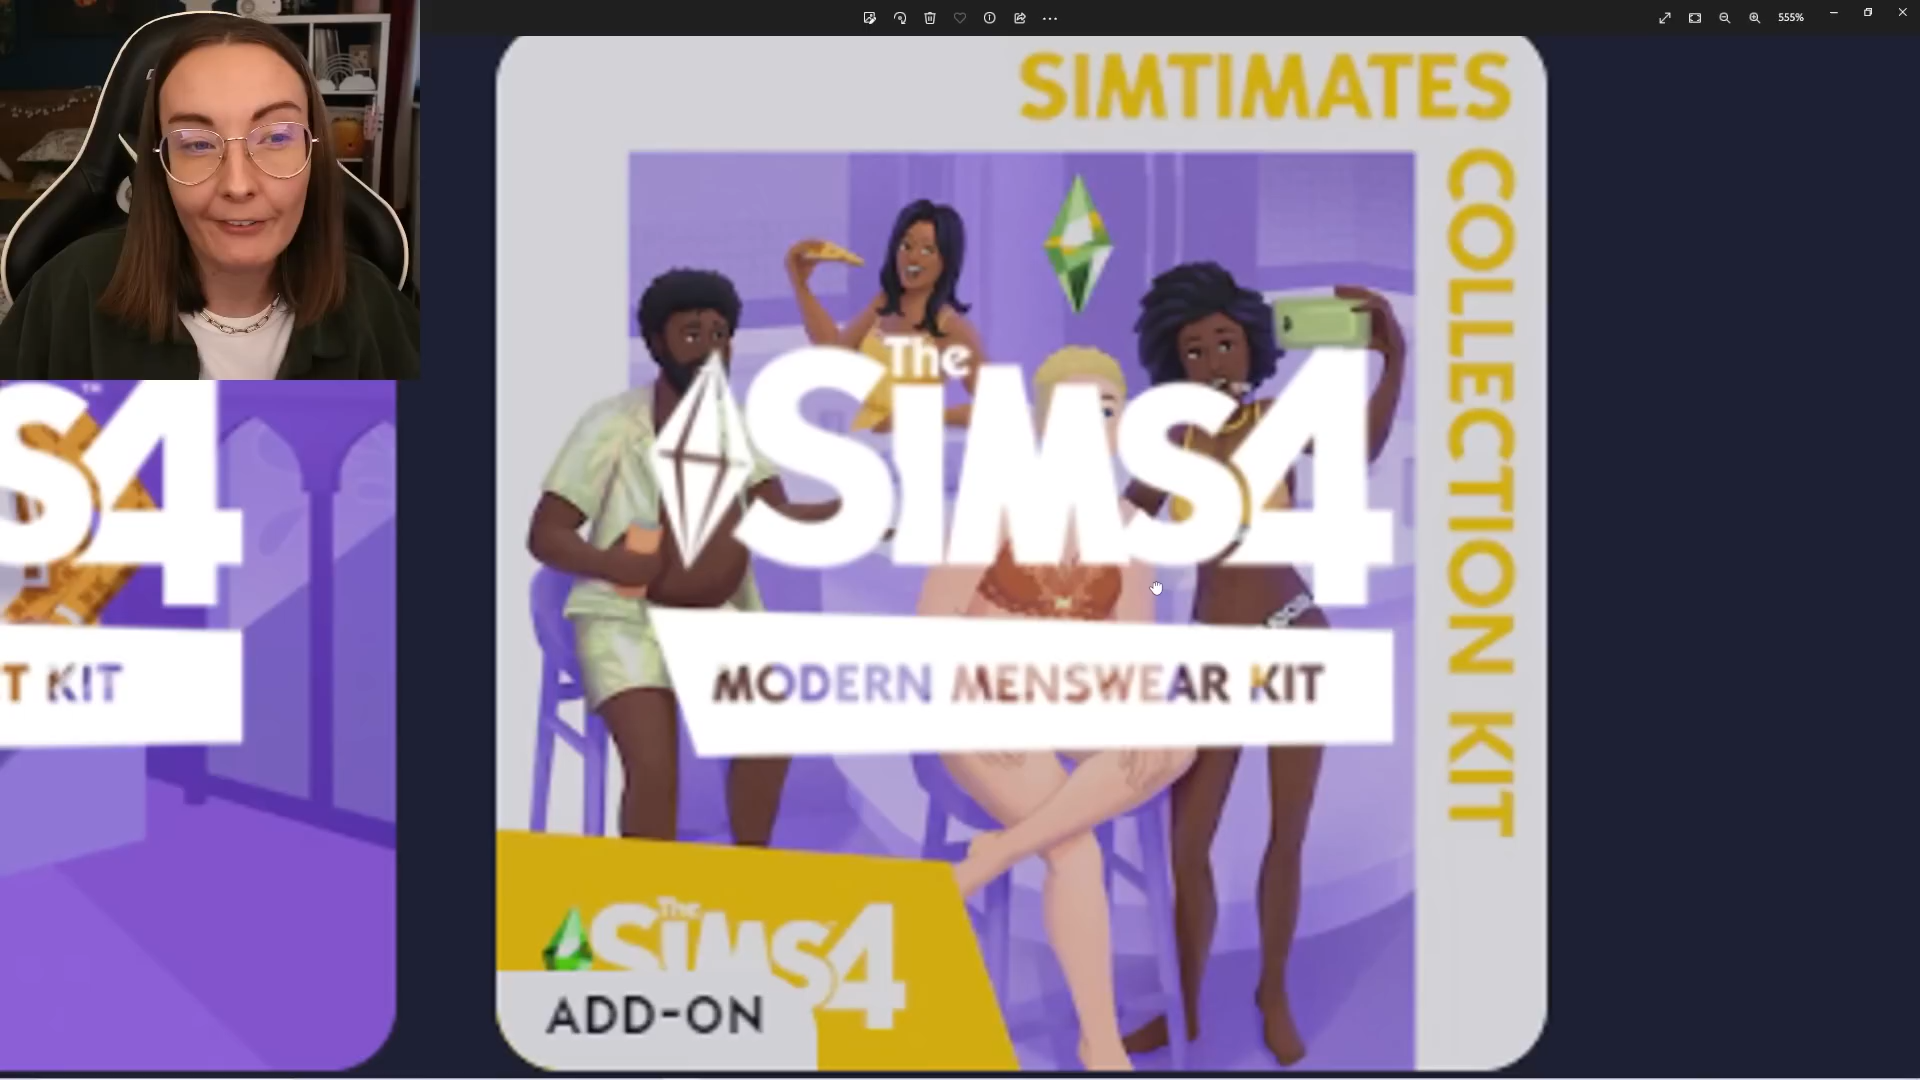 555%
SIMTIMATES
COLLECTION KIT
The
SIMS4
MODERN MENSWEAR KIT
S4
T KIT
The
SIMS4
ADD-ON